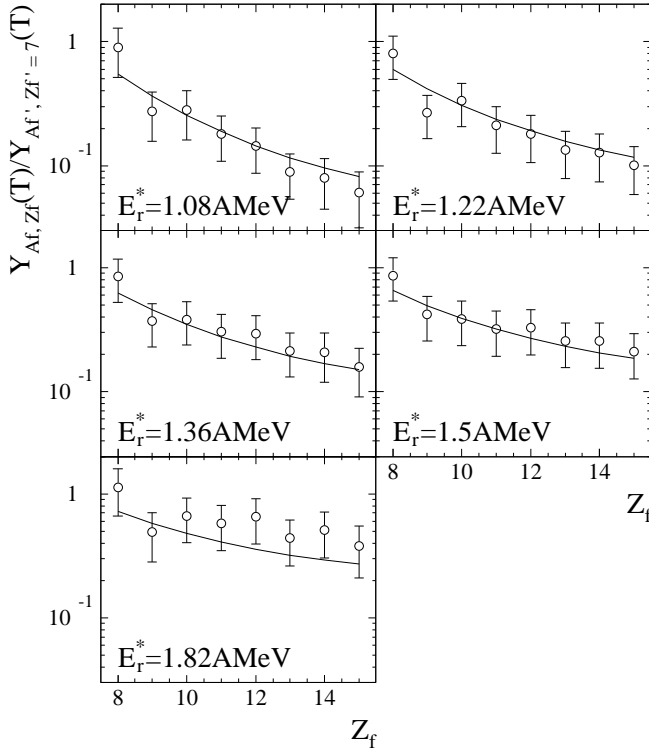 Y_{Af, Zf}(T)/Y_{Af', Zf'=7}(T)
1
10^{-1}
E_r^*=1.08AMeV
E_r^*=1.22AMeV
1
10^{-1}
E_r^*=1.36AMeV
E_r^*=1.5AMeV
8 10 12 14
Z_f
1
10^{-1}
E_r^*=1.82AMeV
8 10 12 14
Z_f